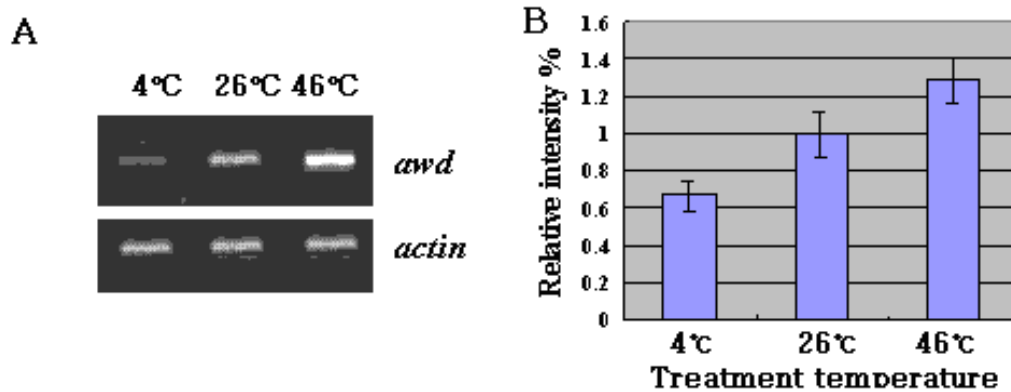 A
4°C 26°C 46°C
awd
actin
B
Relative intensity %
1.6
1.4
1.2
1
0.8
0.6
0.4
0.2
0
4℃ 26℃ 46℃
Treatment temperature